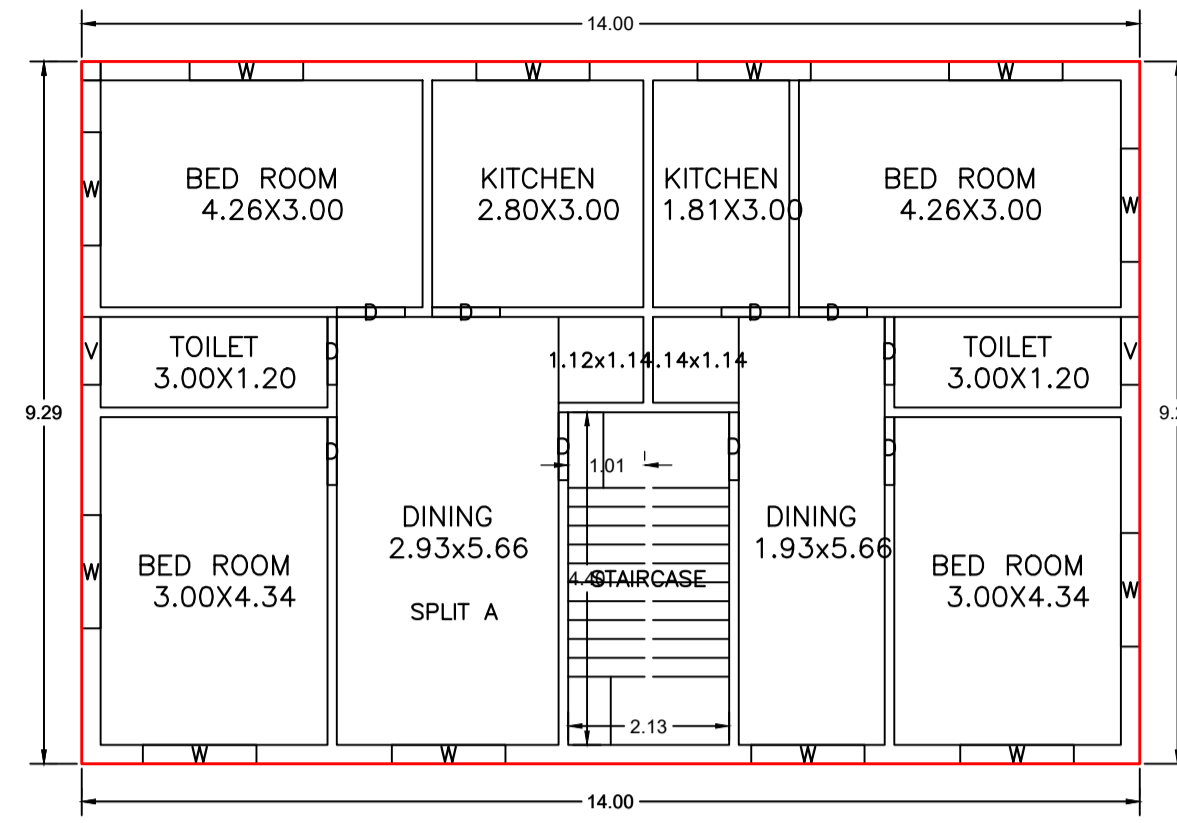 14.00
W W W W
BED ROOM
4.26X3.00
KITCHEN
2.80X3.00
KITCHEN
1.81X3.00
BED ROOM
4.26X3.00
W
W
D D D D
V
TOILET
3.00X1.20
D
1.12x1.14
1.14x1.14
D
TOILET
3.00X1.20
V
9.29
D
D
1.01
D
D
DINING
2.93x5.66
SPLIT A
DINING
1.93x5.66
W
BED ROOM
3.00X4.34
STAIRCASE
BED ROOM
3.00X4.34
W
2.13
W W W W
14.00